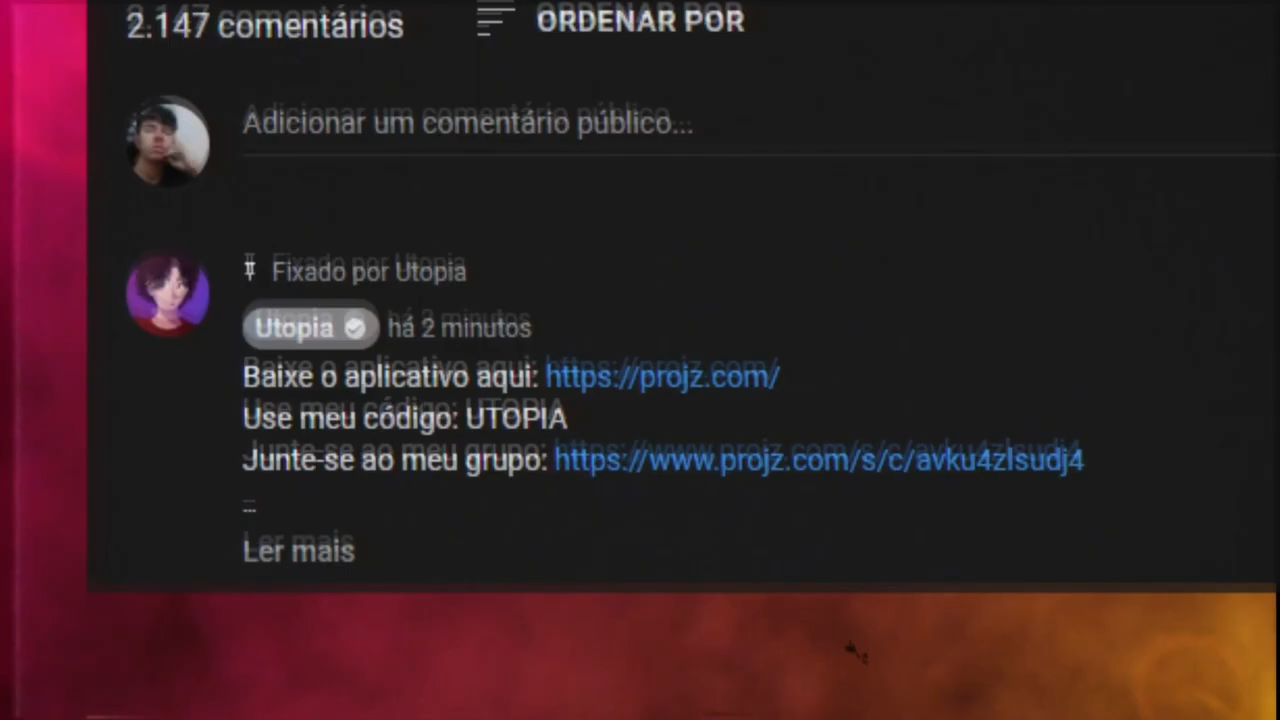 2.147 comentários
ORDENAR POR
Adicionar um comentário público...
Fixado por Utopia
Utopia há 2 minutos
Baixe o aplicativo aqui: https://projz.com/
Use meu código: UTOPIA
Junte-se ao meu grupo: https://www.projz.com/s/c/avku4zlsudj4
...
Ler mais